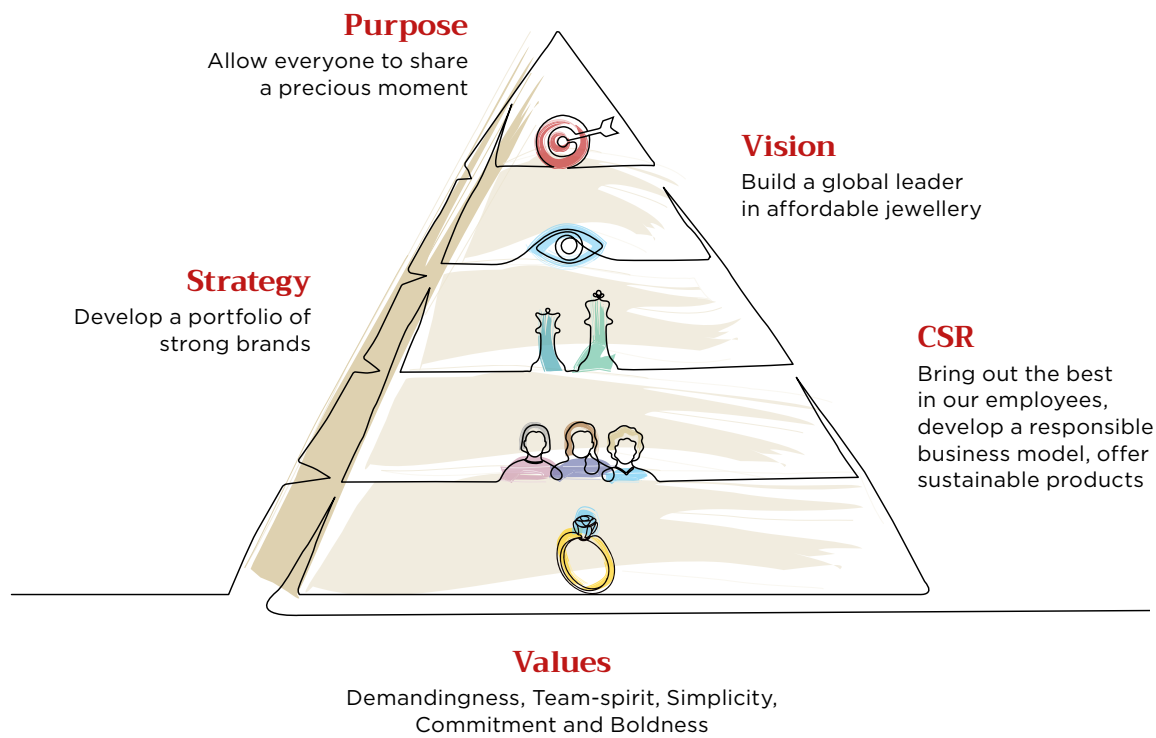 Purpose
Allow everyone to share
a precious moment
Vision
Build a global leader
in affordable jewellery
Strategy
Develop a portfolio of
strong brands
CSR
Bring out the best
in our employees,
develop a responsible
business model, offer
sustainable products
Values
Demandingness, Team-spirit, Simplicity,
Commitment and Boldness